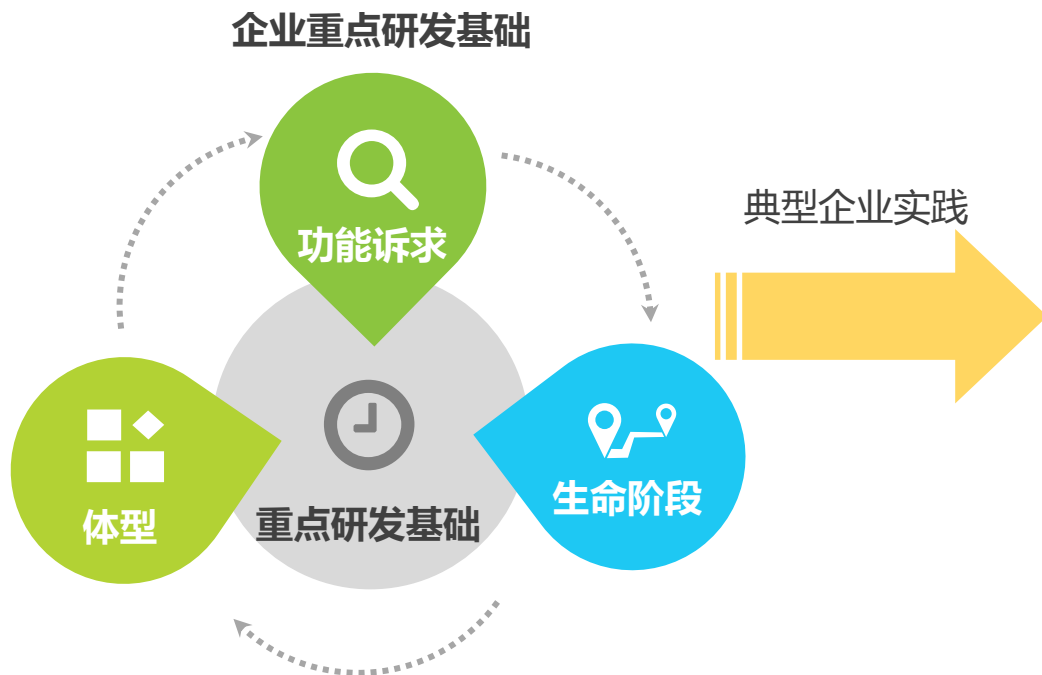 企业重点研发基础
典型企业实践
功能诉求
生命阶段
体型
重点研发基础